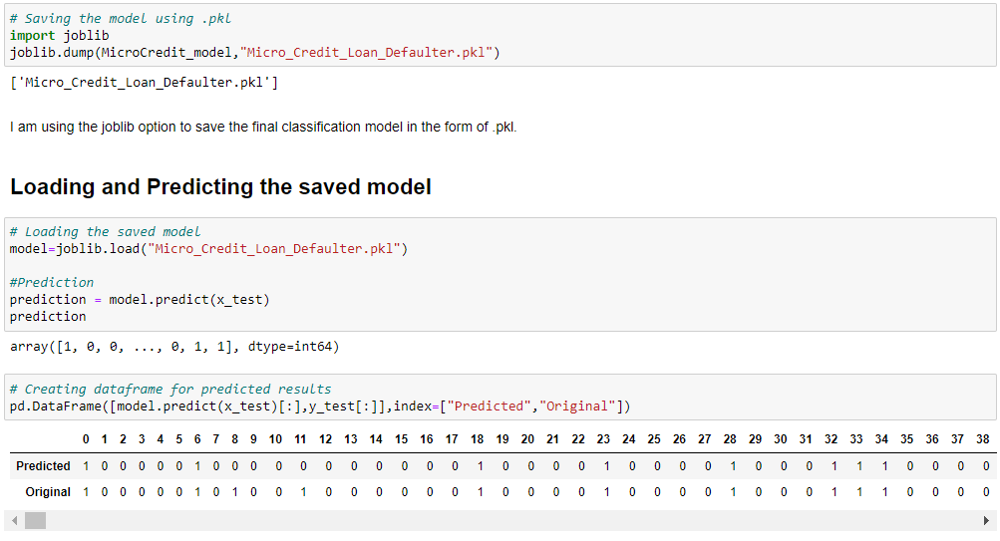 # Saving the model using .pkl
import joblib
joblib.dump(MicroCredit_model,"Micro_Credit_Loan_Defaulter.pkl")
['Micro_Credit_Loan_Defaulter.pkl']
I am using the joblib option to save the final classification model in the form of .pkl.
Loading and Predicting the saved model
# Loading the saved model
model=joblib.load("Micro_Credit_Loan_Defaulter.pkl")
#Prediction
prediction = model.predict(x_test)
prediction
array([1, 0, 0, ..., 0, 1, 1], dtype=int64)
# Creating dataframe for predicted results
pd.DataFrame([model.predict(x_test)[:],y_test[:]],index=["Predicted","Original"])
0 1 2 3 4 5 6 7 8 9 10 11 12 13 14 15 16 17 18 19 20 21 22 23 24 25 26 27 28 29 30 31 32 33 34 35 36 37 38
Predicted 1 0 0 0 0 0 1 0 0 0 0 0 0 0 0 0 0 0 1 0 0 0 0 1 0 0 0 0 1 0 0 0 1 1 1 0 0 0 0
Original 1 0 0 0 0 0 1 0 1 0 0 1 0 0 0 0 0 0 1 0 0 0 0 1 0 0 0 0 1 0 0 0 1 1 1 0 0 0 0